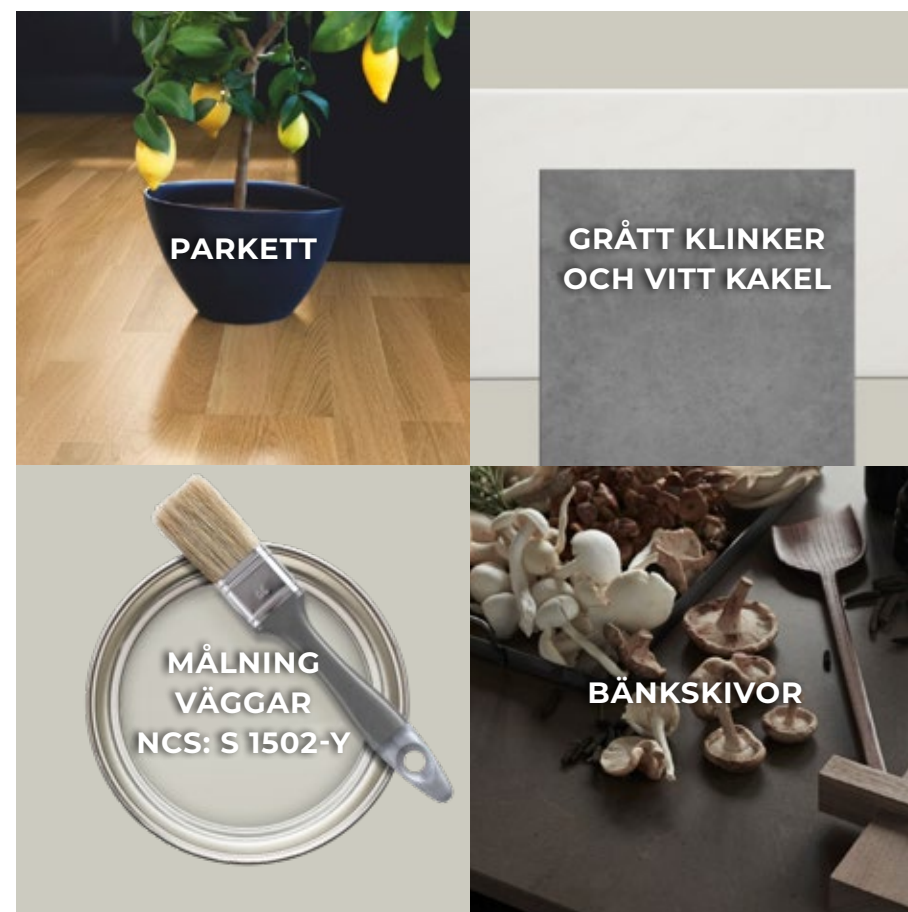 PARKETT
GRÅTT KLINKER
OCH VITT KAKEL
MÅLNING
VÄGGAR
NCS: S 1502-Y
BÄNKSKIVOR